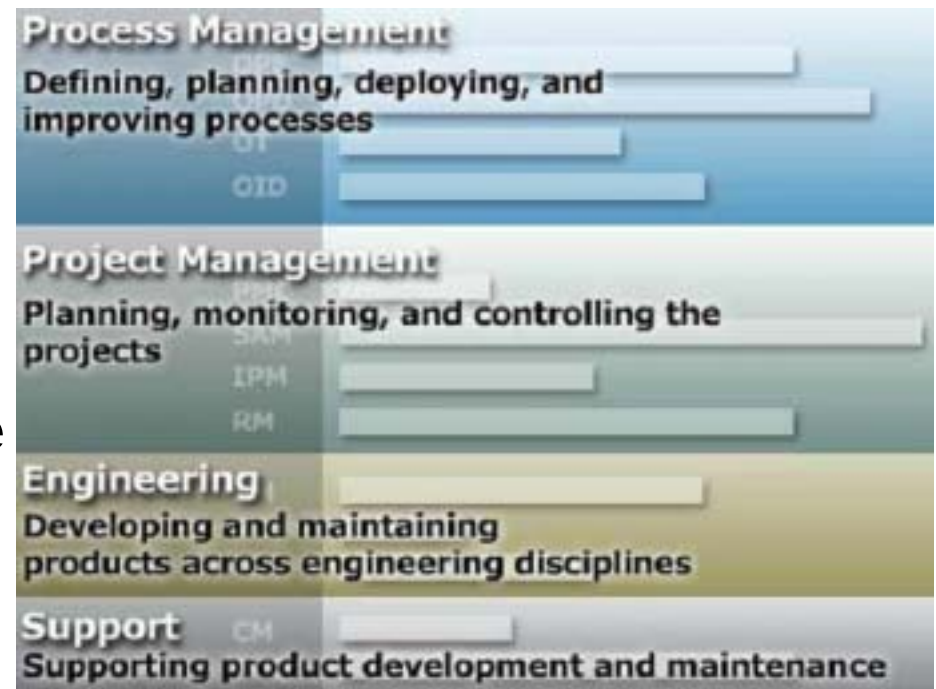 Process Management
Defining, planning, deploying, and
improving processes
OT
OID
Project Management
Planning, monitoring, and controlling the
projects
IPM
RM
e
Engineering
Developing and maintaining
products across engineering disciplines
Support CM
Supporting product development and maintenance